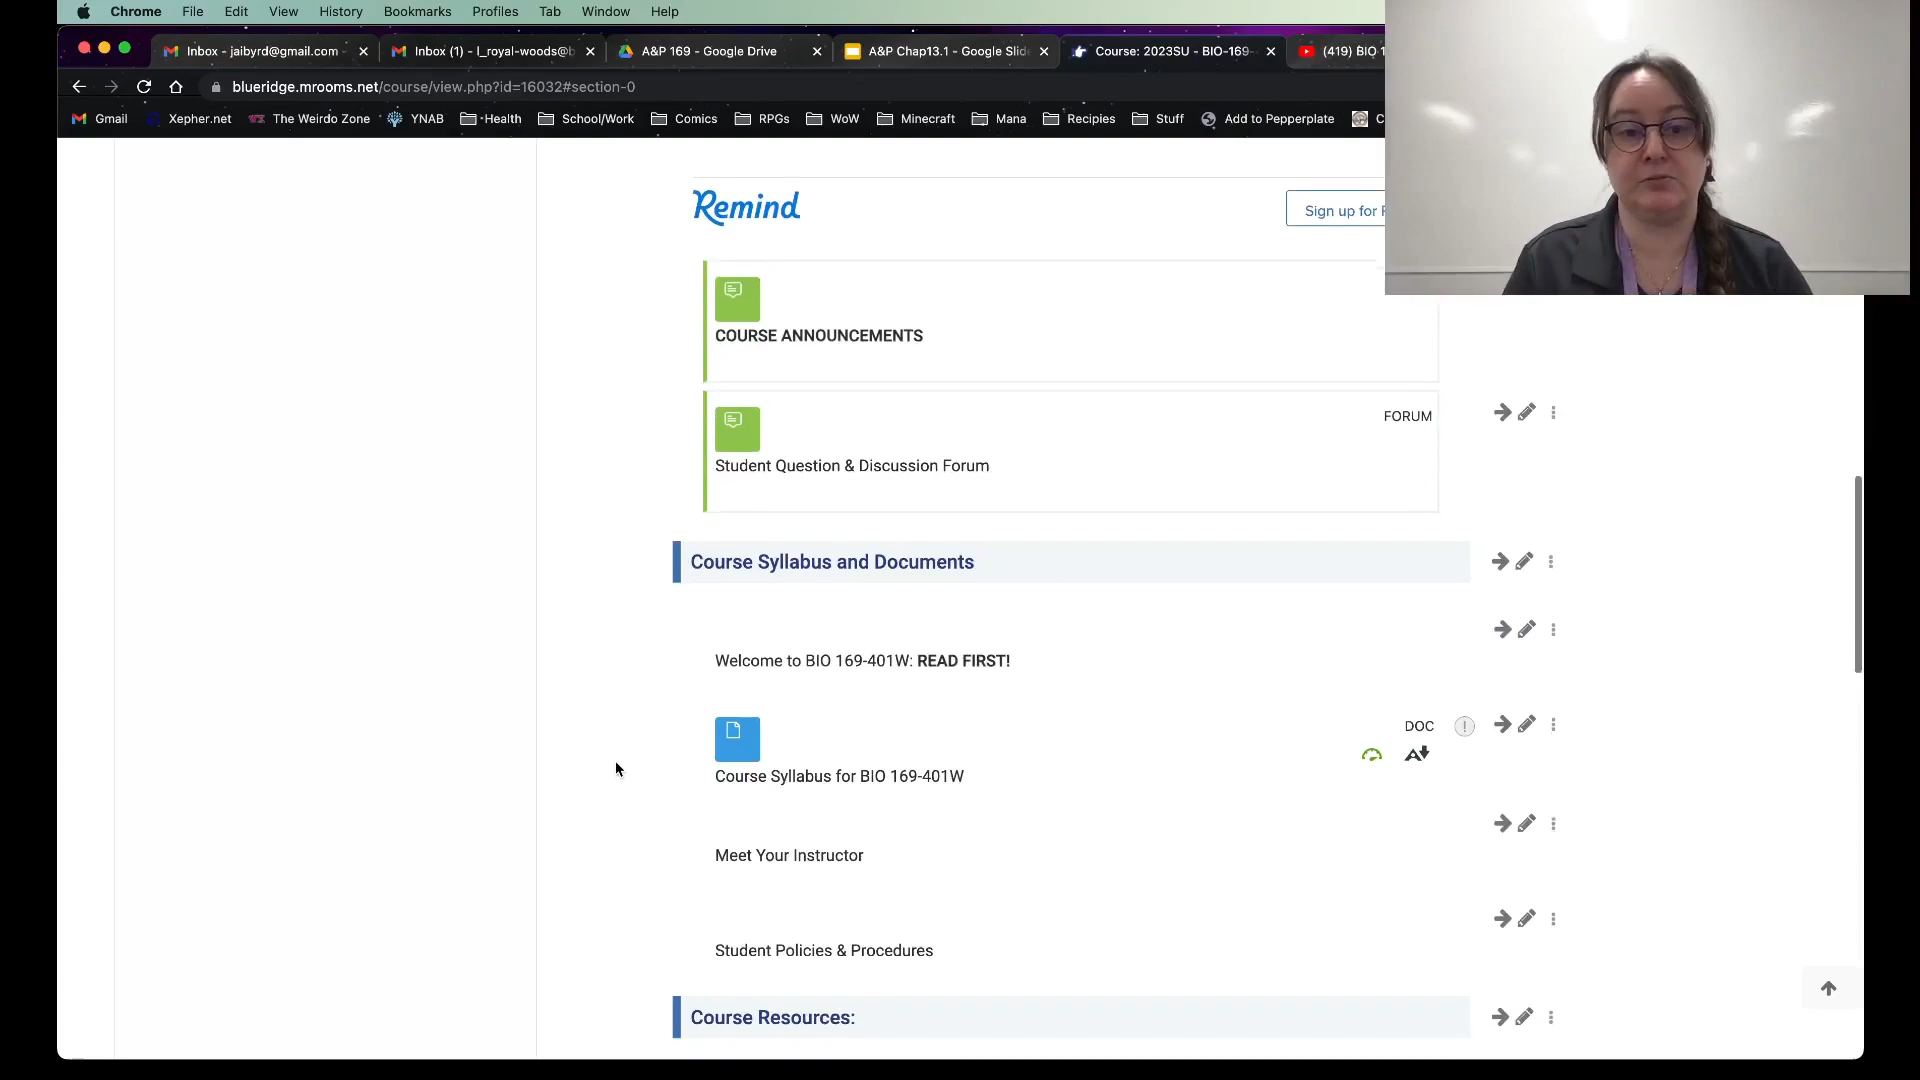 Chrome File Edit View History Bookmarks Profiles Tab Window Help
Inbox - jaibyrd@gmail.com Inbox (1) - l_royal-woods@b A&P 169 - Google Drive A&P Chap13.1 - Google Slid Course: 2023SU - BIO-169- (419) BIO 1
blueridge.mrooms.net/course/view.php?id=16032#section-0
Gmail Xepher.net The Weirdo Zone YNAB Health School/Work Comics RPGs WoW Minecraft Mana Recipies Stuff Add to Pepperplate C
Remind
Sign up for
COURSE ANNOUNCEMENTS
FORUM
Student Question & Discussion Forum
Course Syllabus and Documents
Welcome to BIO 169-401W: READ FIRST!
DOC
Course Syllabus for BIO 169-401W
Meet Your Instructor
Student Policies & Procedures
Course Resources: